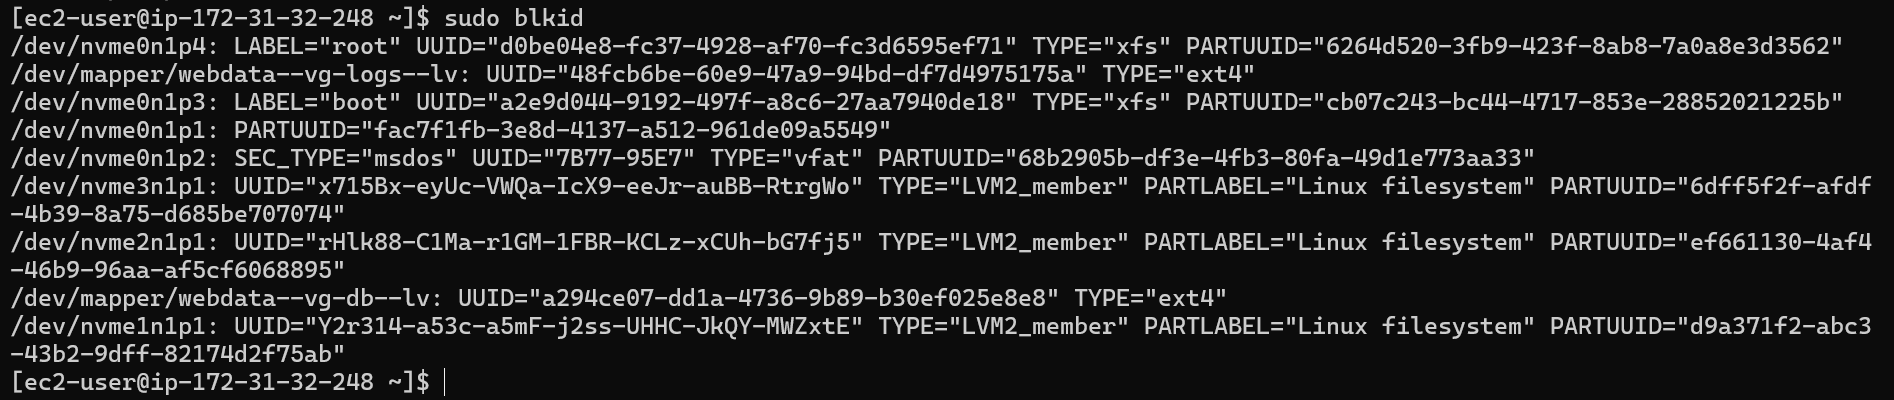 [ec2-user@ip-172-31-32-248 ~]$ sudo blkid
/dev/nvme0n1p4: LABEL="root" UUID="d0be04e8-fc37-4928-af70-fc3d6595ef71" TYPE="xfs" PARTUUID="6264d520-3fb9-423f-8ab8-7a0a8e3d3562"
/dev/mapper/webdata--vg-logs--lv: UUID="48fcb6be-60e9-47a9-94bd-df7d4975175a" TYPE="ext4"
/dev/nvme0n1p3: LABEL="boot" UUID="a2e9d044-9192-497f-a8c6-27aa7940de18" TYPE="xfs" PARTUUID="cb07c243-bc44-4717-853e-28852021225b"
/dev/nvme0n1p1: PARTUUID="fac7f1fb-3e8d-4137-a512-961de09a5549"
/dev/nvme0n1p2: SEC_TYPE="msdos" UUID="7B77-95E7" TYPE="vfat" PARTUUID="68b2905b-df3e-4fb3-80fa-49d1e773aa33"
/dev/nvme3n1p1: UUID="x715Bx-eyUc-VWQa-IcX9-eeJr-auBB-RtrgWo" TYPE="LVM2_member" PARTLABEL="Linux filesystem" PARTUUID="6dff5f2f-afdf
-4b39-8a75-d685be707074"
/dev/nvme2n1p1: UUID="rHlk88-C1Ma-r1GM-1FBR-KCLz-xCUh-bG7fj5" TYPE="LVM2_member" PARTLABEL="Linux filesystem" PARTUUID="ef661130-4af4
-46b9-96aa-af5cf6068895"
/dev/mapper/webdata--vg-db--lv: UUID="a294ce07-dd1a-4736-9b89-b30ef025e8e8" TYPE="ext4"
/dev/nvme1n1p1: UUID="Y2r314-a53c-a5mF-j2ss-UHHC-JkQY-MWZxtE" TYPE="LVM2_member" PARTLABEL="Linux filesystem" PARTUUID="d9a371f2-abc3
-43b2-9dff-82174d2f75ab"
[ec2-user@ip-172-31-32-248 ~]$